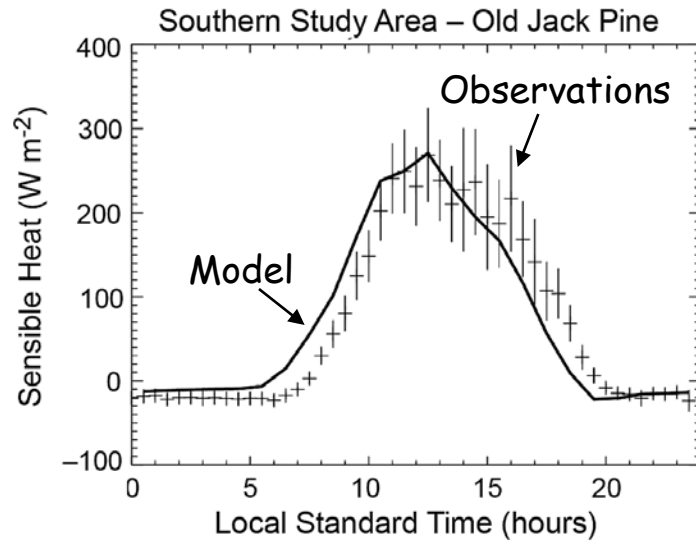 Southern Study Area – Old Jack Pine
400
300
200
100
0
–100
Sensible Heat (W m-2)
Observations
Model
0
5
10
15
20
Local Standard Time (hours)